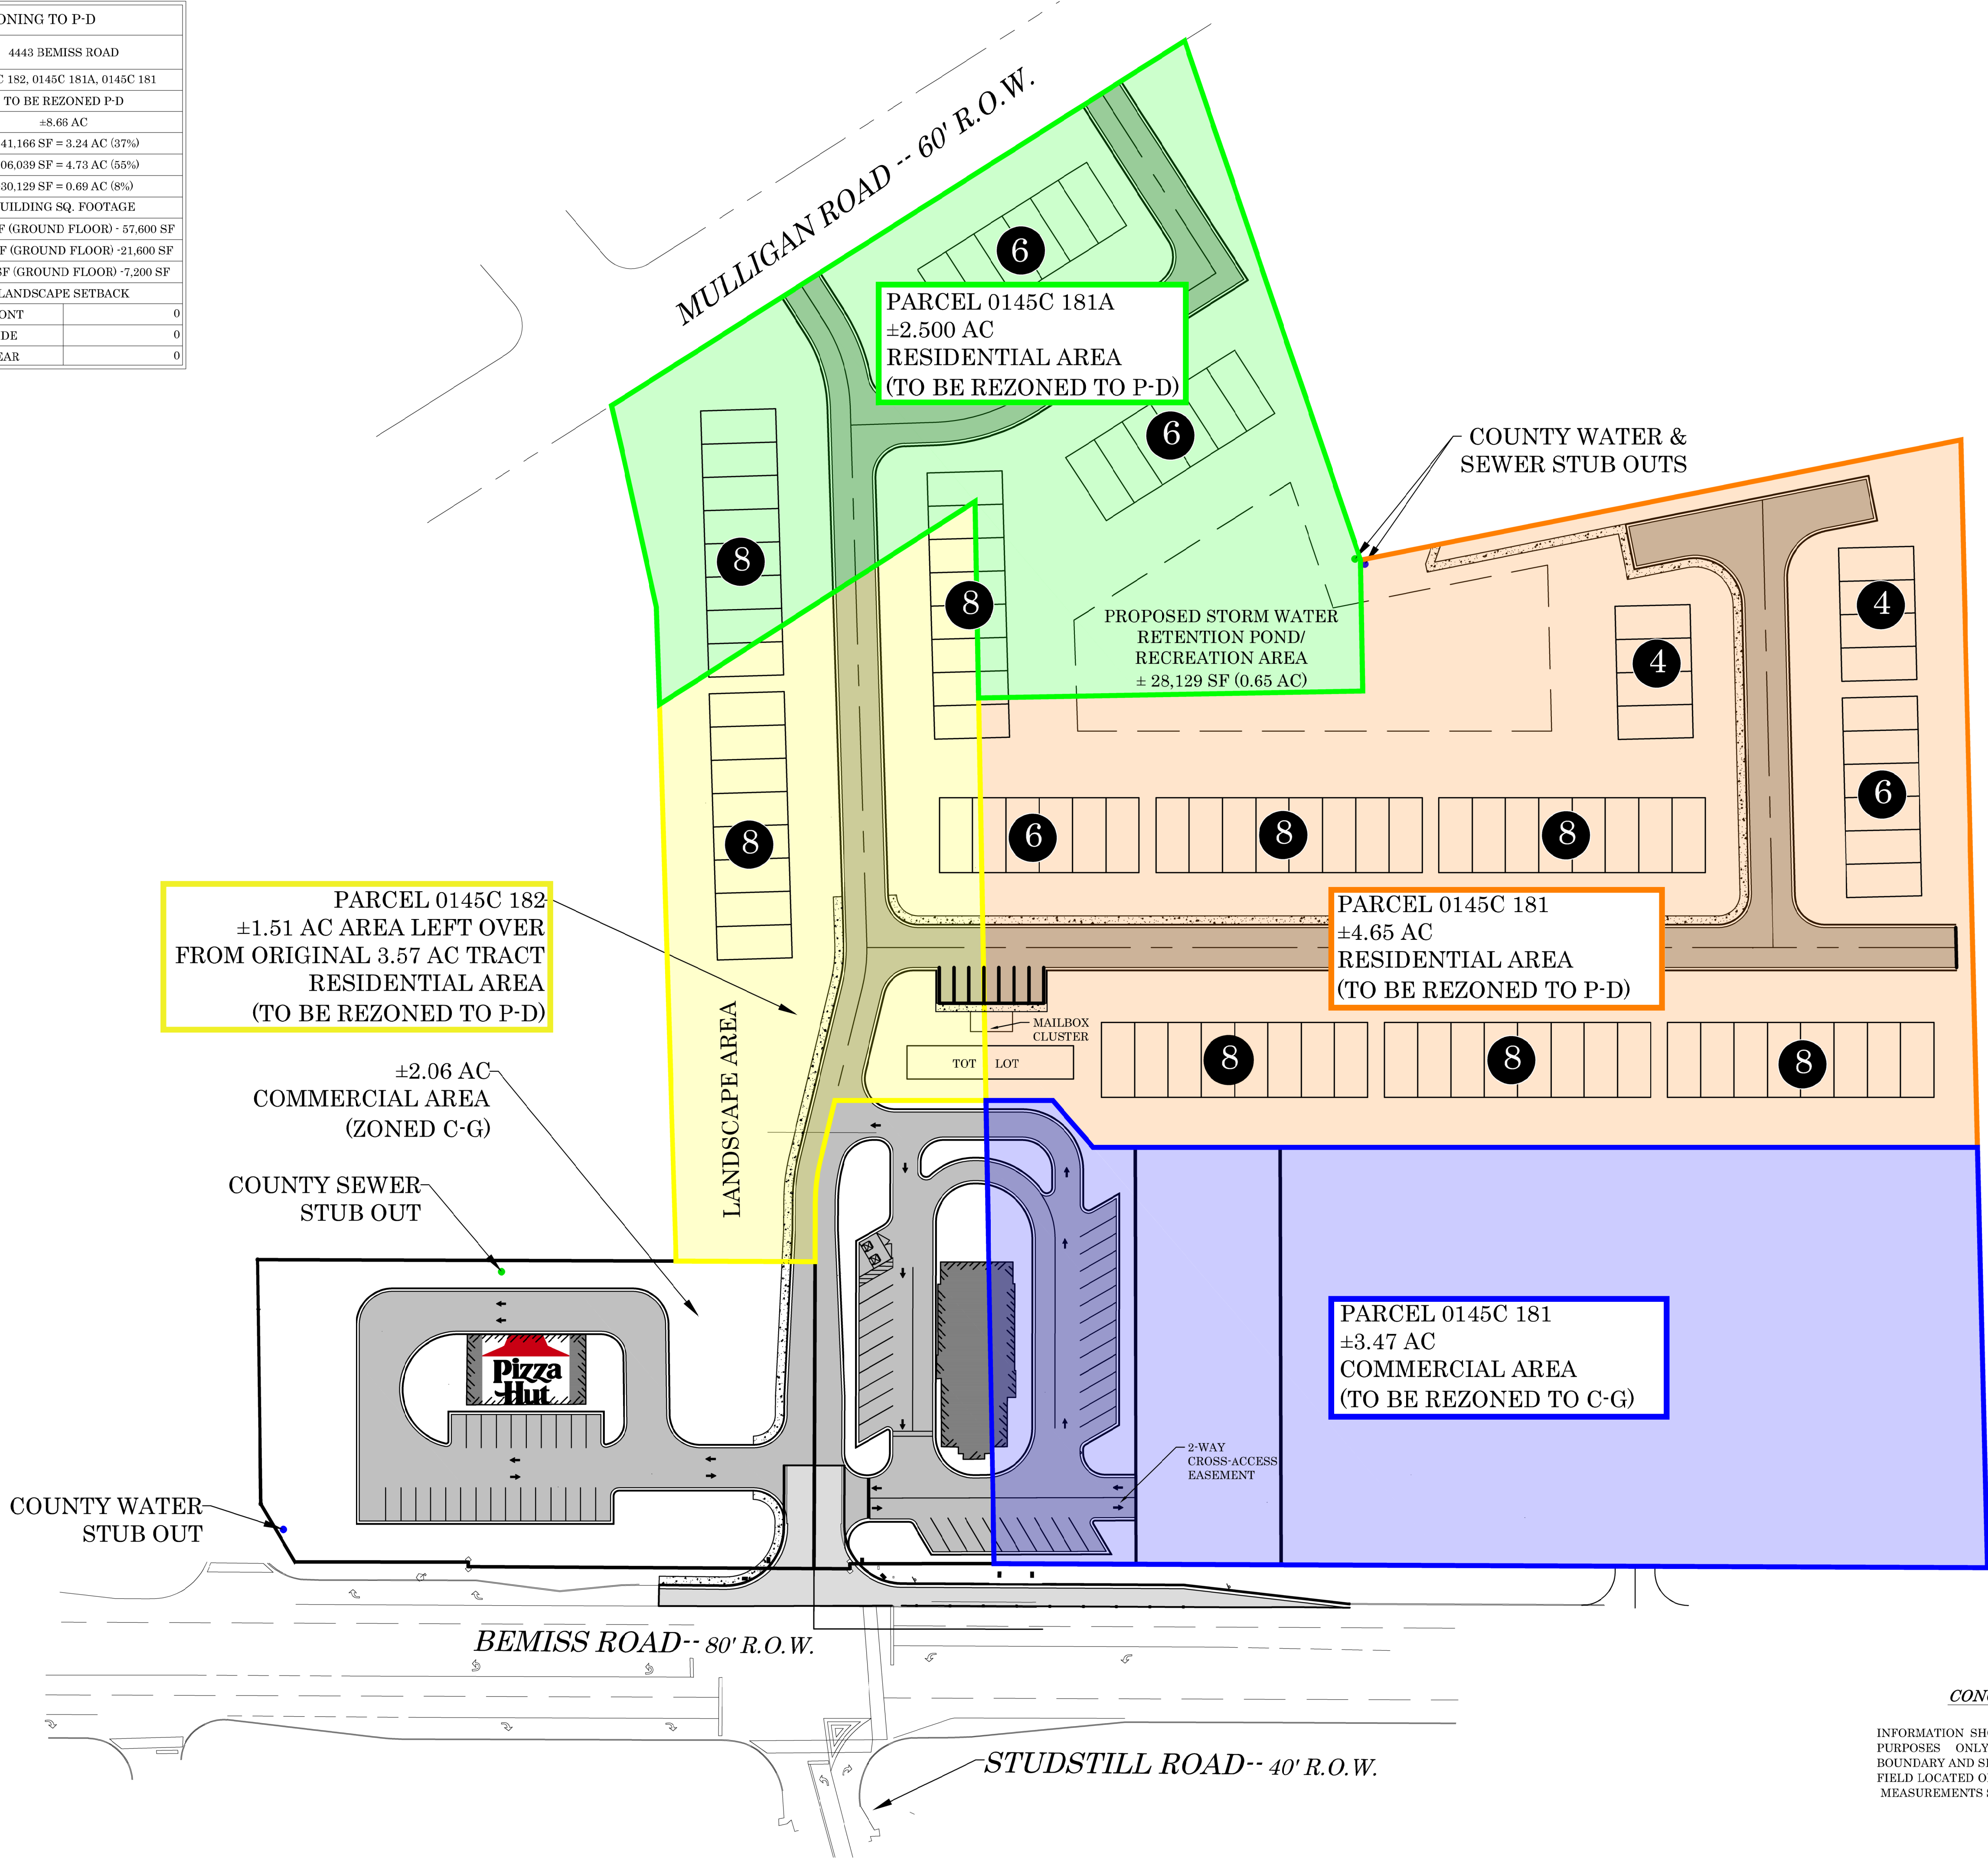 ONING TO P-D
4443 BEMISS ROAD
C 182, 0145C 181A, 0145C 181
TO BE REZONED P-D
±8.66 AC
41,166 SF = 3.24 AC (37%)
06,039 SF = 4.73 AC (55%)
30,129 SF = 0.69 AC (8%)
UILDING SQ. FOOTAGE
F (GROUND FLOOR) - 57,600 SF
F (GROUND FLOOR) -21,600 SF
SF (GROUND FLOOR) -7,200 SF
LANDSCAPE SETBACK
ONT 0
IDE 0
EAR 0
MULLIGAN ROAD -- 60' R.O.W.
6
PARCEL 0145C 181A
±2.500 AC
RESIDENTIAL AREA
(TO BE REZONED TO P-D)
6
COUNTY WATER &
SEWER STUB OUTS
8
8
PROPOSED STORM WATER
RETENTION POND/
RECREATION AREA
± 28,129 SF (0.65 AC)
4
4
6
8
6
8
8
PARCEL 0145C 182
±1.51 AC AREA LEFT OVER
FROM ORIGINAL 3.57 AC TRACT
RESIDENTIAL AREA
(TO BE REZONED TO P-D)
PARCEL 0145C 181
±4.65 AC
RESIDENTIAL AREA
(TO BE REZONED TO P-D)
MAILBOX
CLUSTER
TOT LOT
8
8
8
LANDSCAPE AREA
±2.06 AC
COMMERCIAL AREA
(ZONED C-G)
COUNTY SEWER
STUB OUT
Pizza
Hut
PARCEL 0145C 181
±3.47 AC
COMMERCIAL AREA
(TO BE REZONED TO C-G)
2-WAY
CROSS-ACCESS
EASEMENT
COUNTY WATER
STUB OUT
BEMISS ROAD-- 80' R.O.W.
STUDSTILL ROAD-- 40' R.O.W.
CON
INFORMATION SH
PURPOSES ONLY
BOUNDARY AND S
FIELD LOCATED O
MEASUREMENTS